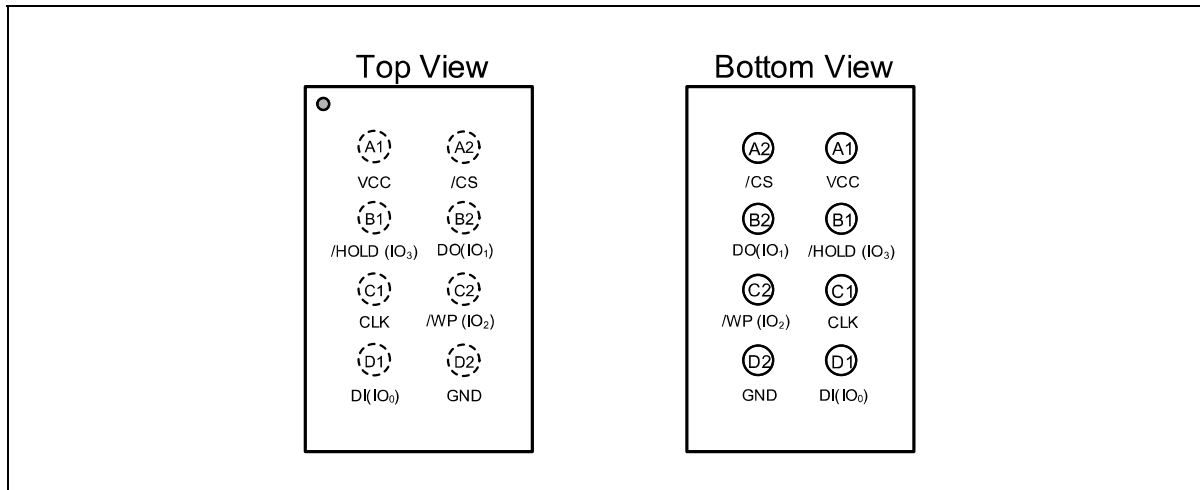 Top View
A1 A2
VCC /CS
B1 B2
/HOLD (IO₃) DO(IO₁)
C1 C2
CLK /WP (IO₂)
D1 D2
DI(IO₀) GND
Bottom View
A2 A1
/CS VCC
B2 B1
DO(IO₁) /HOLD (IO₃)
C2 C1
/WP (IO₂) CLK
D2 D1
GND DI(IO₀)